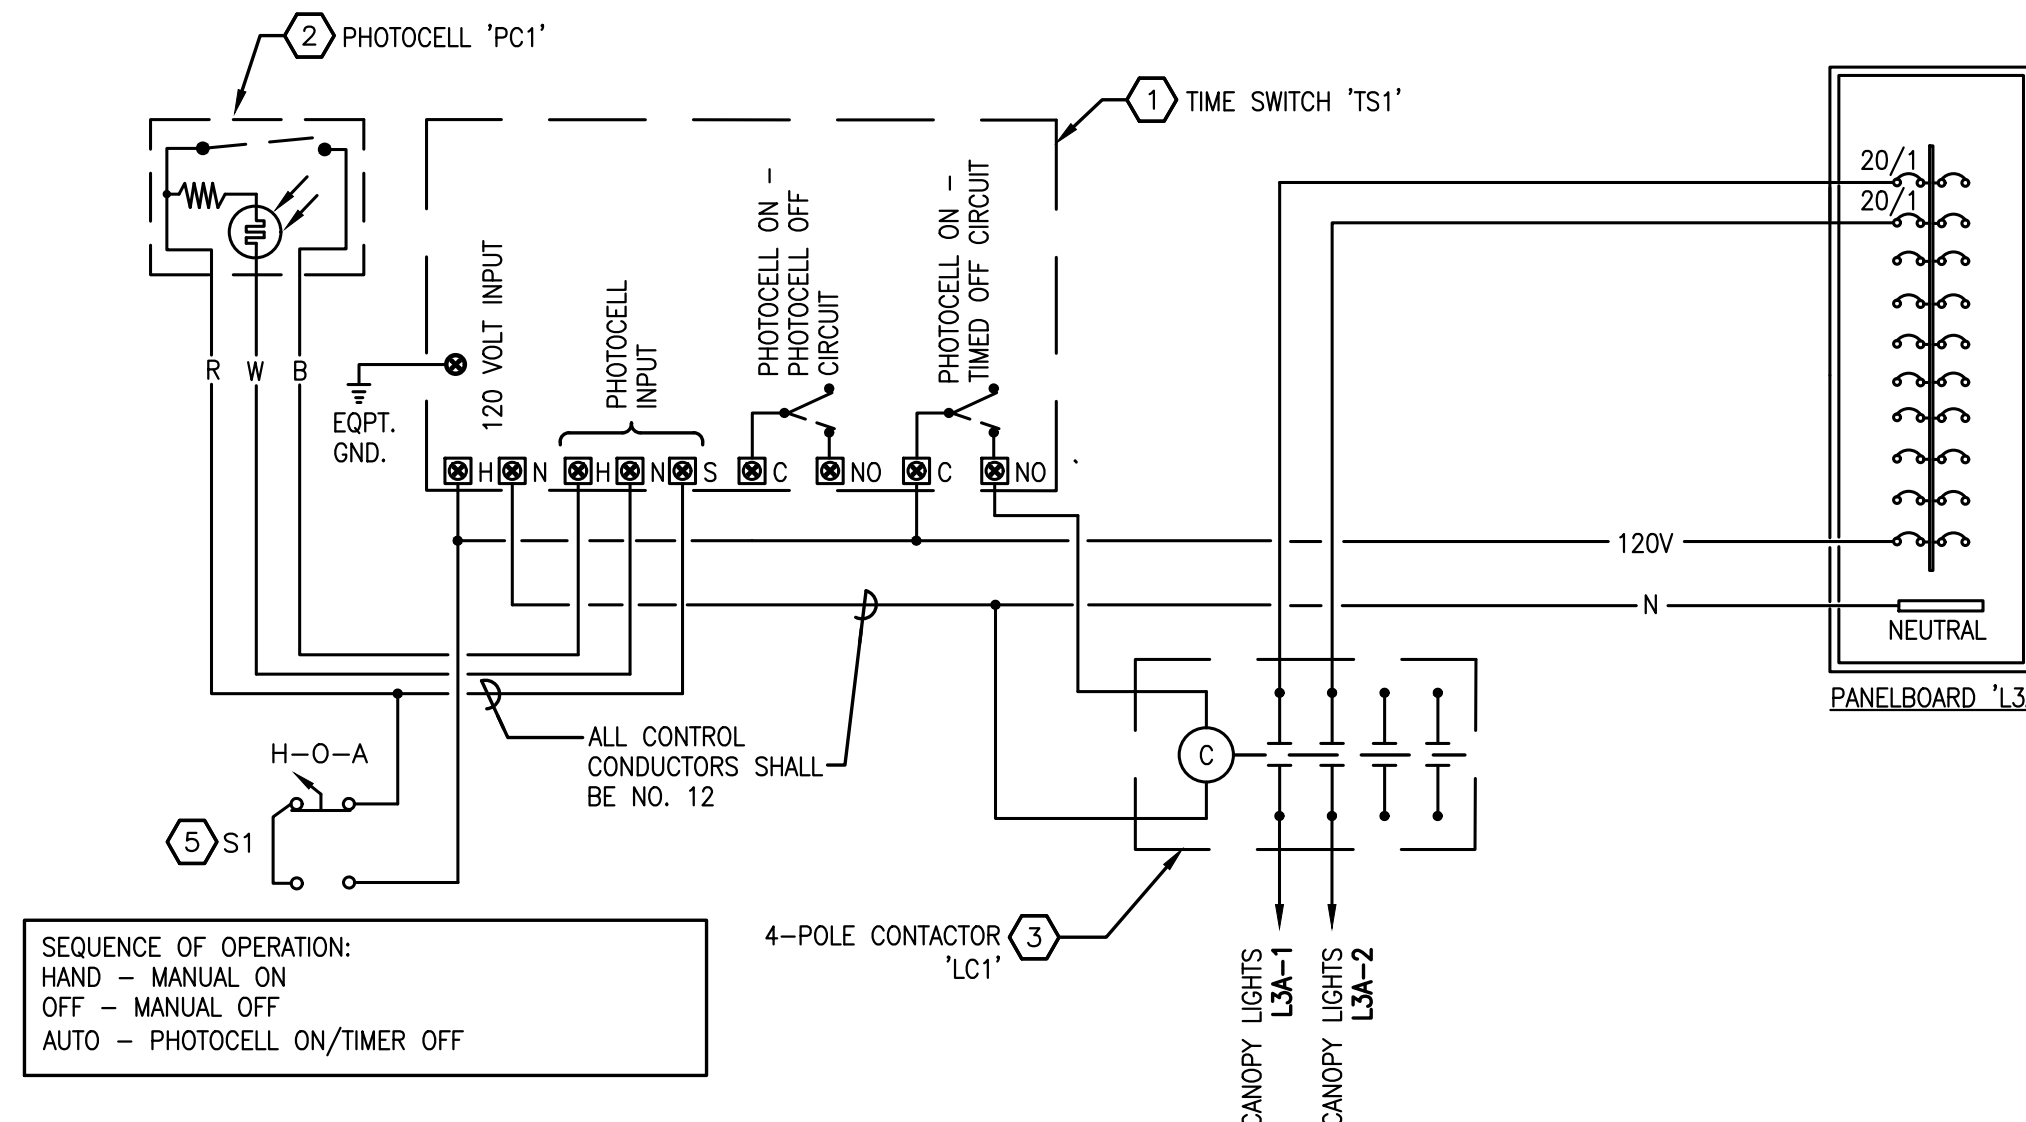 2 PHOTOCELL 'PC1'
1 TIME SWITCH 'TS1'
20/1
20/1
120 VOLT INPUT
PHOTOCELL
INPUT
PHOTOCELL ON –
PHOTOCELL OFF
CIRCUIT
PHOTOCELL ON –
TIMED OFF CIRCUIT
R W B
EQPT.
GND.
H N H N S C NO C NO
120V
N
NEUTRAL
PANELBOARD 'L3
ALL CONTROL
CONDUCTORS SHALL
BE NO. 12
H–O–A
5 S1
C
4–POLE CONTACTOR 3
'LC1'
CANOPY LIGHTS
L3A–1
CANOPY LIGHTS
L3A–2
SEQUENCE OF OPERATION:
HAND – MANUAL ON
OFF – MANUAL OFF
AUTO – PHOTOCELL ON/TIMER OFF